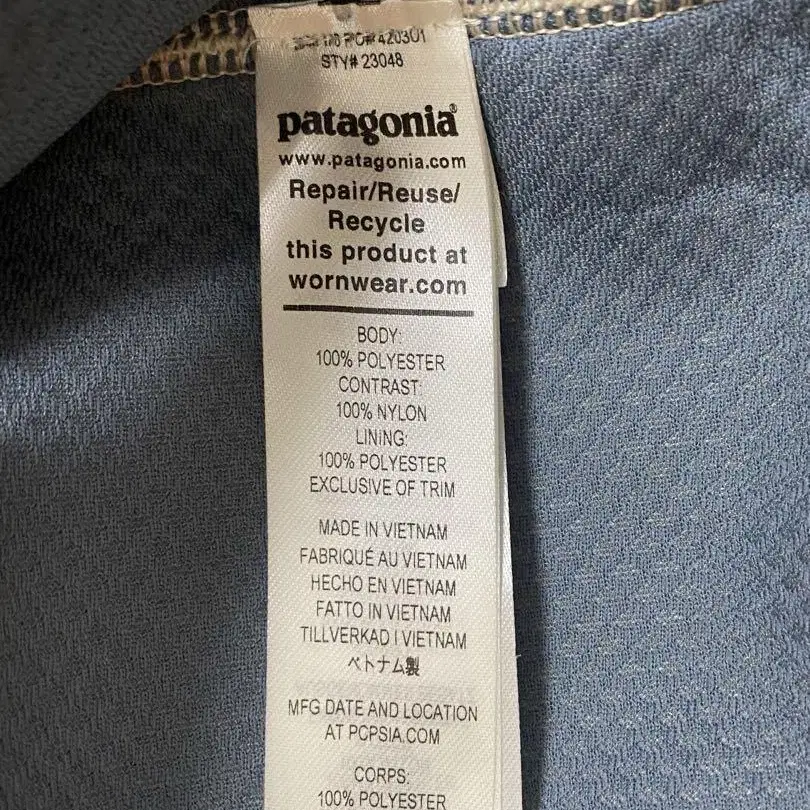 PO# 420301
STY# 23048
patagonia®
www.patagonia.com
Repair/Reuse/
Recycle
this product at
wornwear.com
BODY:
100% POLYESTER
CONTRAST:
100% NYLON
LINING:
100% POLYESTER
EXCLUSIVE OF TRIM
MADE IN VIETNAM
FABRIQUÉ AU VIETNAM
HECHO EN VIETNAM
FATTO IN VIETNAM
TILLVERKAD I VIETNAM
ベトナム製
MFG DATE AND LOCATION
AT PCPSIA.COM
CORPS:
100% POLYESTER